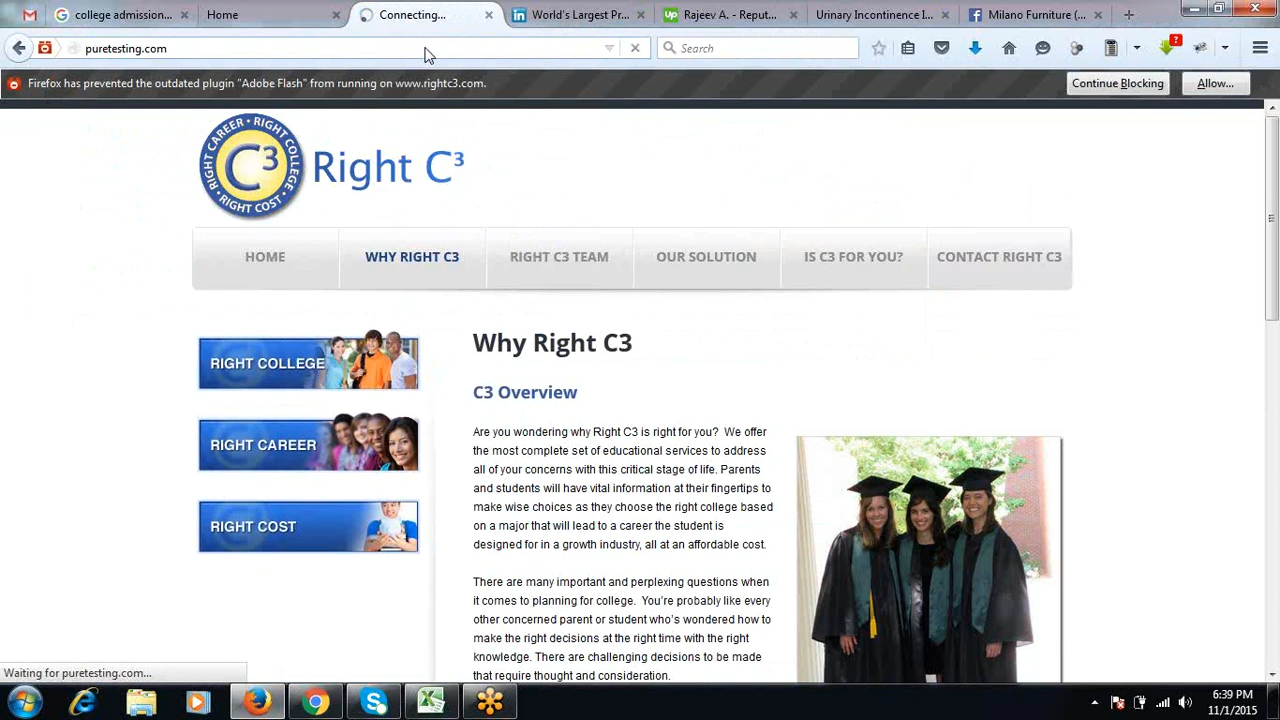 college admission...
Home
Connecting...
World's Largest Pr...
Rajeev A. - Reput...
Urinary Incontinence I...
Milano Furniture (...
puretesting.com
Search
?
Firefox has prevented the outdated plugin "Adobe Flash" from running on www.rightc3.com.
Continue Blocking
Allow...
RIGHT CAREER • RIGHT COLLEGE • RIGHT COST •
C3
Right C3
HOME
WHY RIGHT C3
RIGHT C3 TEAM
OUR SOLUTION
IS C3 FOR YOU?
CONTACT RIGHT C3
RIGHT COLLEGE
RIGHT CAREER
RIGHT COST
Why Right C3
C3 Overview
Are you wondering why Right C3 is right for you? We offer
the most complete set of educational services to address
all of your concerns with this critical stage of life. Parents
and students will have vital information at their fingertips to
make wise choices as they choose the right college based
on a major that will lead to a career the student is
designed for in a growth industry, all at an affordable cost.
There are many important and perplexing questions when
it comes to planning for college. You're probably like every
other concerned parent or student who's wondered how to
make the right decisions at the right time with the right
knowledge. There are challenging decisions to be made
that require thought and consideration.
Waiting for puretesting.com...
6:39 PM
11/1/2015